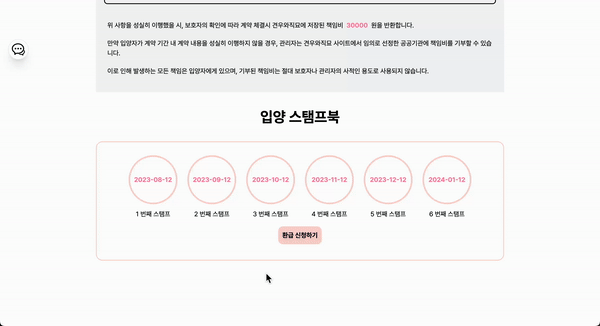 위 사항을 성실히 이행했을 시, 보호자의 확인에 따라 계약 체결시 견우와직묘에 저장된 책임비 30000 원을 반환합니다.
만약 입양자가 계약 기간 내 계약 내용을 성실히 이행하지 않을 경우, 관리자는 견우와직묘 사이트에서 임의로 선정한 공공기관에 책임비를 기부할 수 있습
니다.
이로 인해 발생하는 모든 책임은 입양자에게 있으며, 기부된 책임비는 절대 보호자나 관리자의 사적인 용도로 사용되지 않습니다.
입양 스탬프북
2023-08-12 2023-09-12 2023-10-12 2023-11-12 2023-12-12 2024-01-12
1 번째 스탬프 2 번째 스탬프 3 번째 스탬프 4 번째 스탬프 5 번째 스탬프 6 번째 스탬프
환급 신청하기